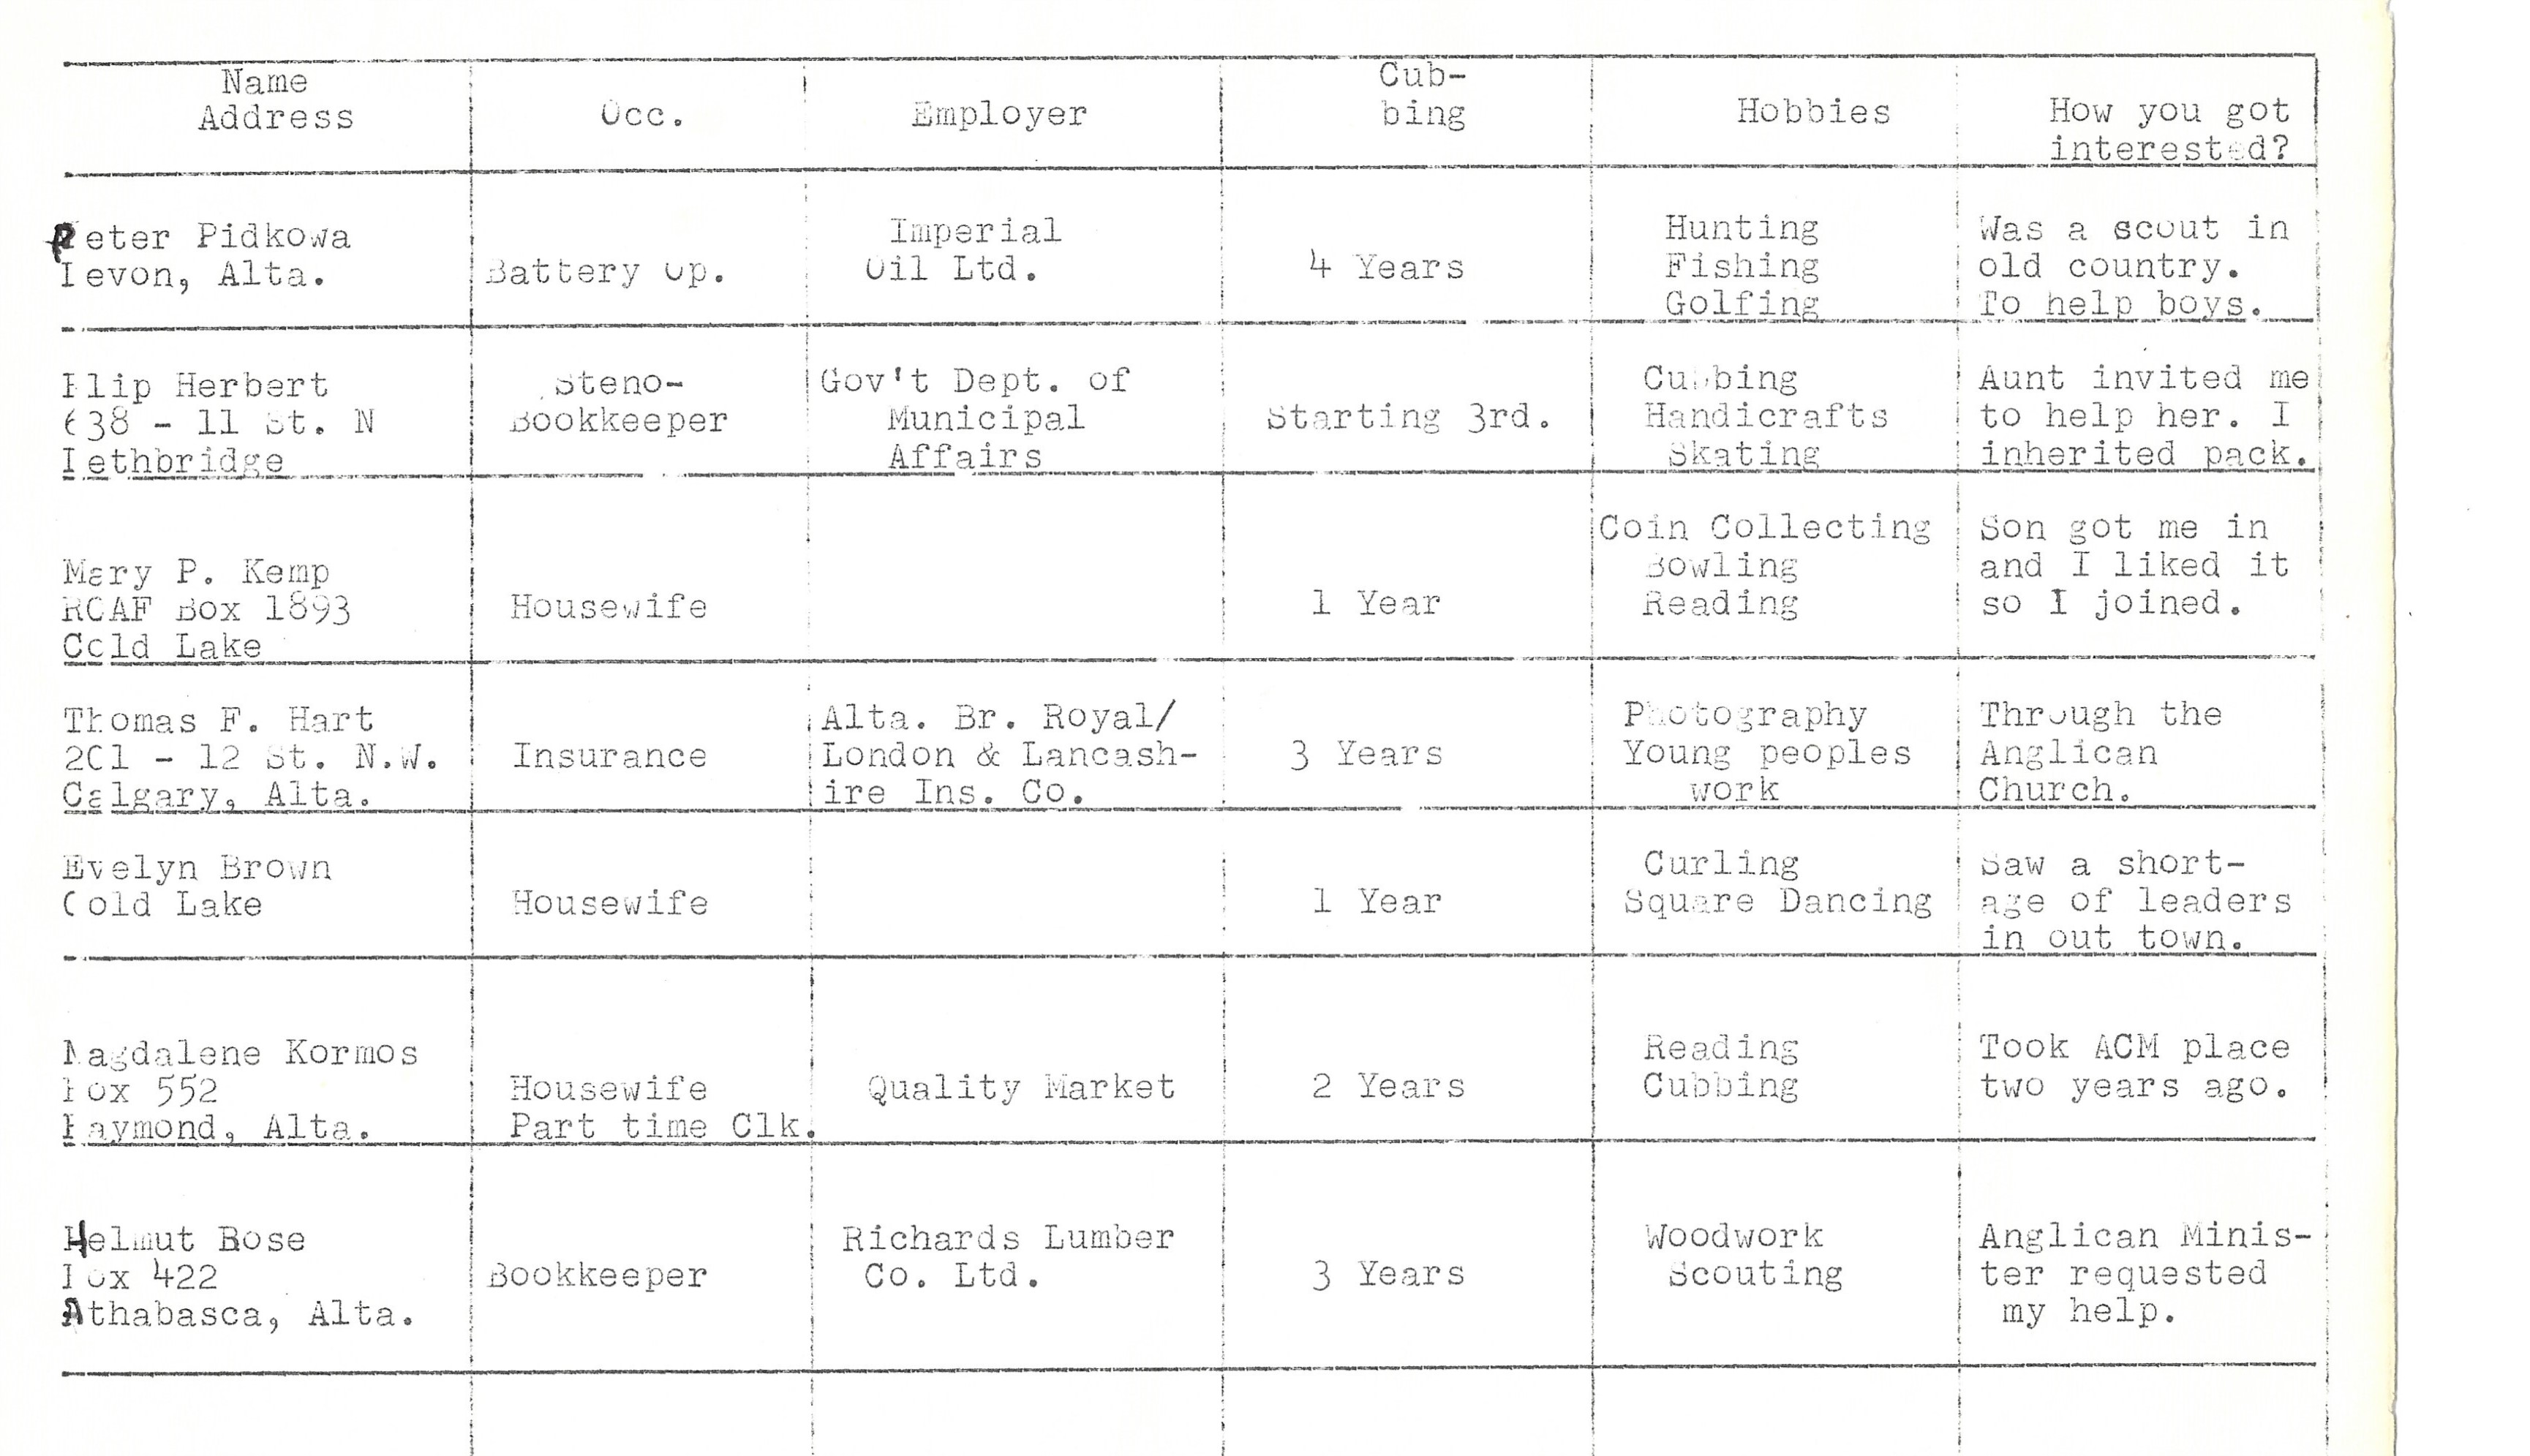 Name
Address
Occ.
Employer
Cub-
bing
Hobbies
How you got
interested?
Peter Pidkowa
Devon, Alta.
Battery Op.
Imperial
Oil Ltd.
4 Years
Hunting
Fishing
Golfing
Was a scout in
old country.
To help boys.
Flip Herbert
638 - 11 St. N
Lethbridge
Steno-
Bookkeeper
Gov't Dept. of
Municipal
Affairs
Starting 3rd.
Cubbing
Handicrafts
Skating
Aunt invited me
to help her. I
inherited pack.
Mary P. Kemp
RCAF Box 1893
Cold Lake
Housewife
1 Year
Coin Collecting
Bowling
Reading
Son got me in
and I liked it
so I joined.
Thomas F. Hart
201 - 12 St. N.W.
Calgary, Alta.
Insurance
Alta. Br. Royal/
London & Lancash-
ire Ins. Co.
3 Years
Photography
Young peoples
work
Through the
Anglican
Church.
Evelyn Brown
Cold Lake
Housewife
1 Year
Curling
Square Dancing
Saw a short-
age of leaders
in out town.
Magdalene Kormos
Box 552
Raymond, Alta.
Housewife
Part time Clk.
Quality Market
2 Years
Reading
Cubbing
Took ACM place
two years ago.
Helmut Rose
Box 422
Athabasca, Alta.
Bookkeeper
Richards Lumber
Co. Ltd.
3 Years
Woodwork
Scouting
Anglican Minis-
ter requested
my help.